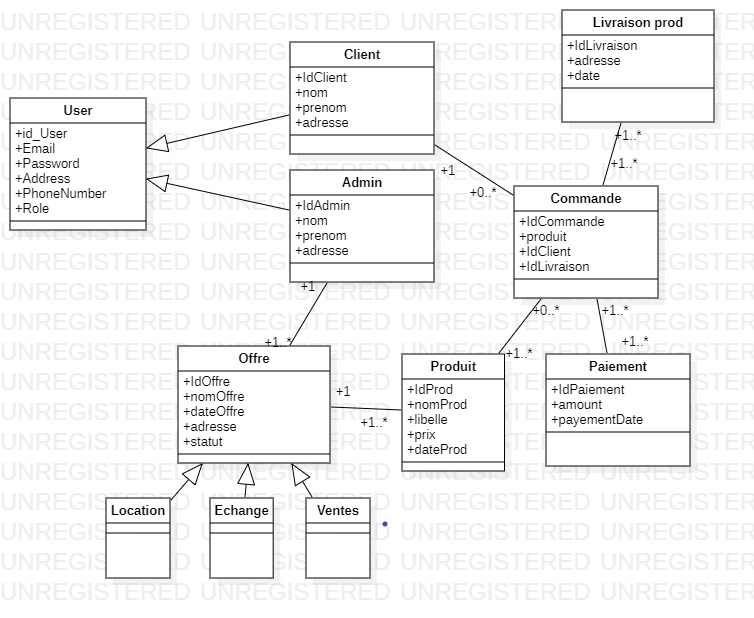 UNREGISTERED UNREGISTERED UNREGISTERED UNREGISTERED
Livraison prod
+IdLivraison
+adresse
+date
Client
+IdClient
+nom
+prenom
+adresse
User
+id_User
+Email
+Password
+Address
+PhoneNumber
+Role
+1..*
+1..*
+1
+0..*
Admin
+IdAdmin
+nom
+prenom
+adresse
Commande
+IdCommande
+produit
+IdClient
+IdLivraison
+1
+1..*
+0..*
+1..*
+1..*
+1..*
Offre
+IdOffre
+nomOffre
+dateOffre
+adresse
+statut
+1
+1..*
Produit
+IdProd
+nomProd
+libelle
+prix
+dateProd
Paiement
+IdPaiement
+amount
+payementDate
Location
Echange
Ventes